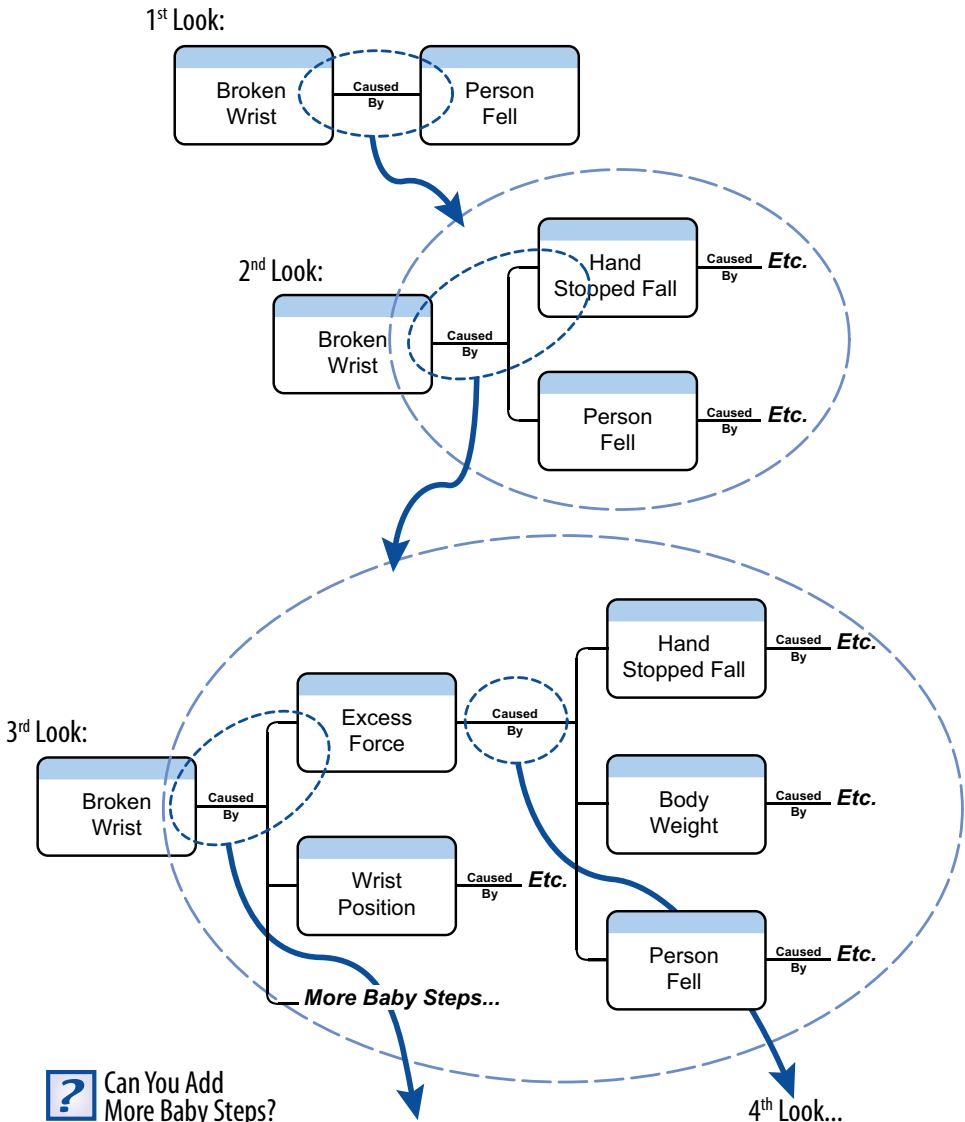 1st Look:
Broken
Wrist
Caused
By
Person
Fell
2nd Look:
Broken
Wrist
Caused
By
Hand
Stopped Fall
Caused
By
Etc.
Person
Fell
Caused
By
Etc.
3rd Look:
Broken
Wrist
Caused
By
Excess
Force
Caused
By
Hand
Stopped Fall
Caused
By
Etc.
Body
Weight
Caused
By
Etc.
Person
Fell
Caused
By
Etc.
Wrist
Position
Caused
By
Etc.
More Baby Steps...
?
Can You Add
More Baby Steps?
4th Look...